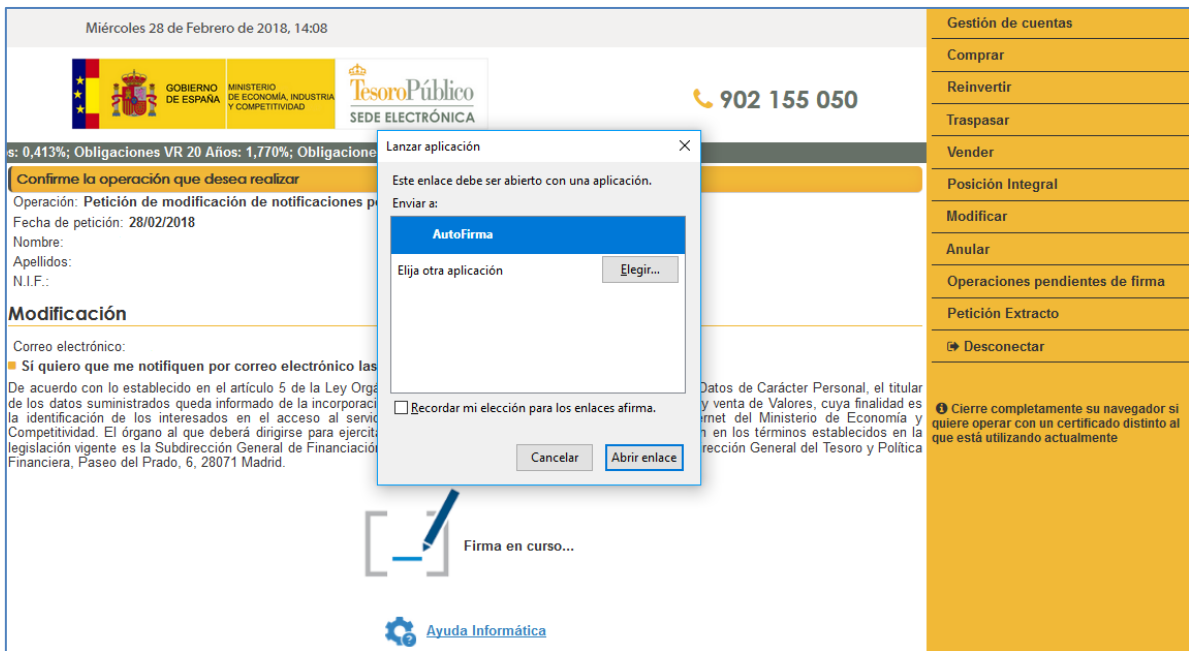 Miércoles 28 de Febrero de 2018, 14:08
GOBIERNO
DE ESPAÑA
MINISTERIO
DE ECONOMÍA, INDUSTRIA
Y COMPETITIVIDAD
TesoroPúblico
SEDE ELECTRÓNICA
902 155 050
s: 0,413%; Obligaciones VR 20 Años: 1,770%; Obligacione
Confirme la operación que desea realizar
Operación: Petición de modificación de notificaciones p
Fecha de petición: 28/02/2018
Nombre:
Apellidos:
N.I.F.:
Modificación
Correo electrónico:
Sí quiero que me notifiquen por correo electrónico las
De acuerdo con lo establecido en el artículo 5 de la Ley Orgá Datos de Carácter Personal, el titular
de los datos suministrados queda informado de la incorporaci y venta de Valores, cuya finalidad es
la identificación de los interesados en el acceso al servic ernet del Ministerio de Economía y
Competitividad. El órgano al que deberá dirigirse para ejercita n en los términos establecidos en la
legislación vigente es la Subdirección General de Financiación rección General del Tesoro y Política
Financiera, Paseo del Prado, 6, 28071 Madrid.
Lanzar aplicación
Este enlace debe ser abierto con una aplicación.
Enviar a:
AutoFirma
Elija otra aplicación
Elegir...
Recordar mi elección para los enlaces afirma.
Cancelar
Abrir enlace
Firma en curso...
Ayuda Informática
Gestión de cuentas
Comprar
Reinvertir
Traspasar
Vender
Posición Integral
Modificar
Anular
Operaciones pendientes de firma
Petición Extracto
Desconectar
Cierre completamente su navegador si
quiere operar con un certificado distinto al
que está utilizando actualmente